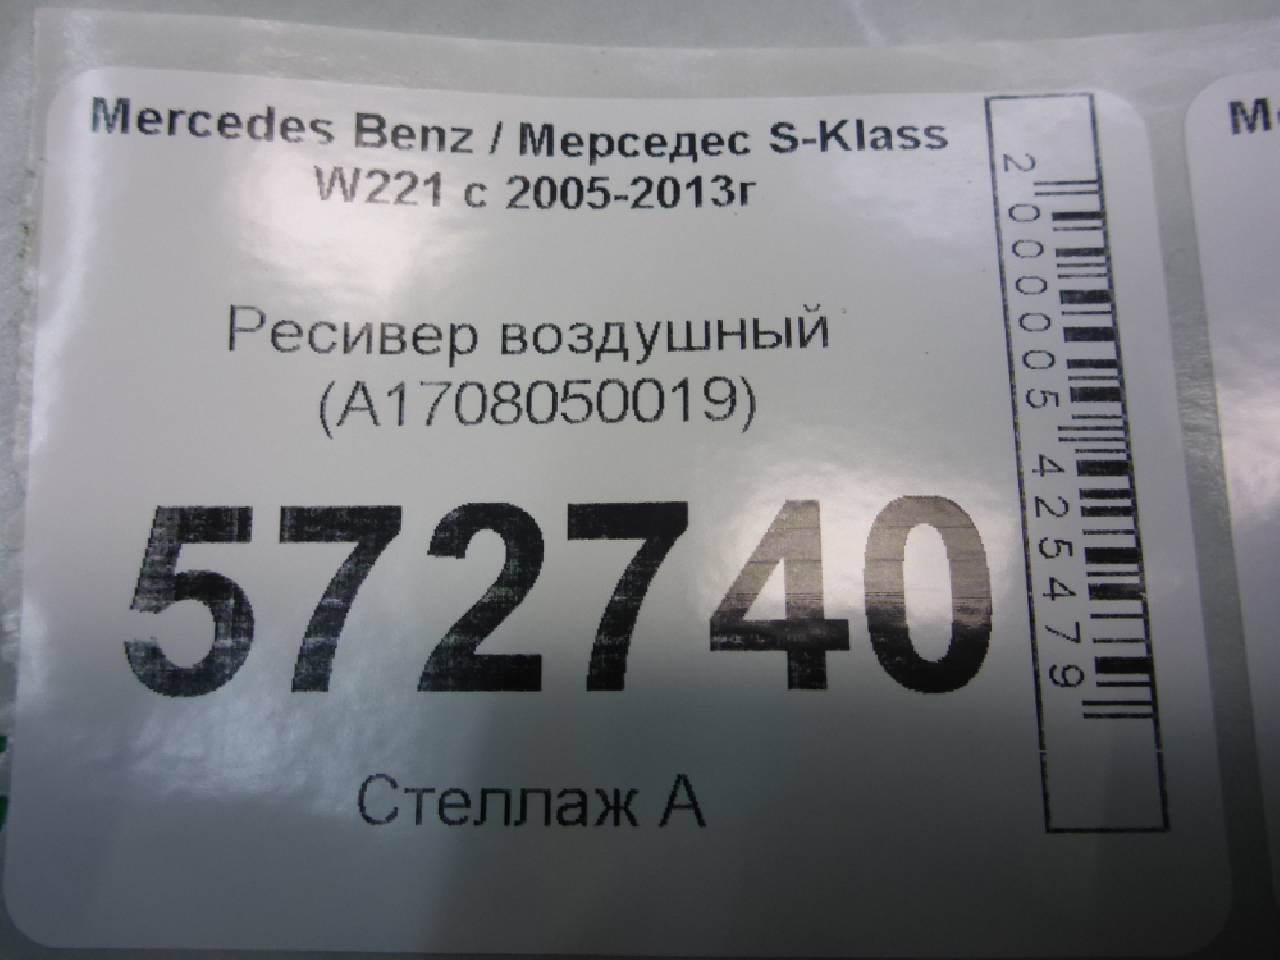 Mercedes Benz / Мерседес S-Klass
W221 с 2005-2013г
Ресивер воздушный
(A1708050019)
572740
Стеллаж А
2000005425479